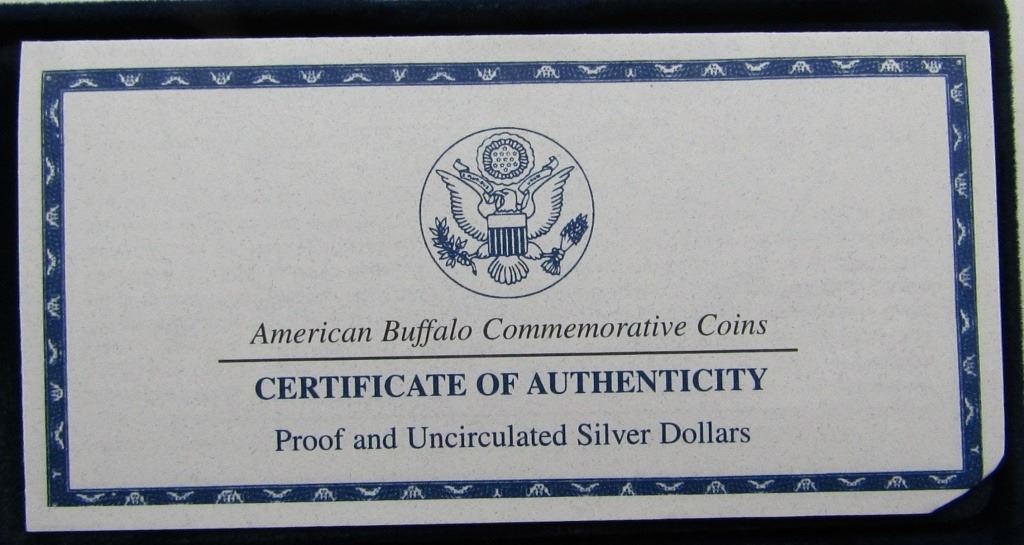 American Buffalo Commemorative Coins
CERTIFICATE OF AUTHENTICITY
Proof and Uncirculated Silver Dollars